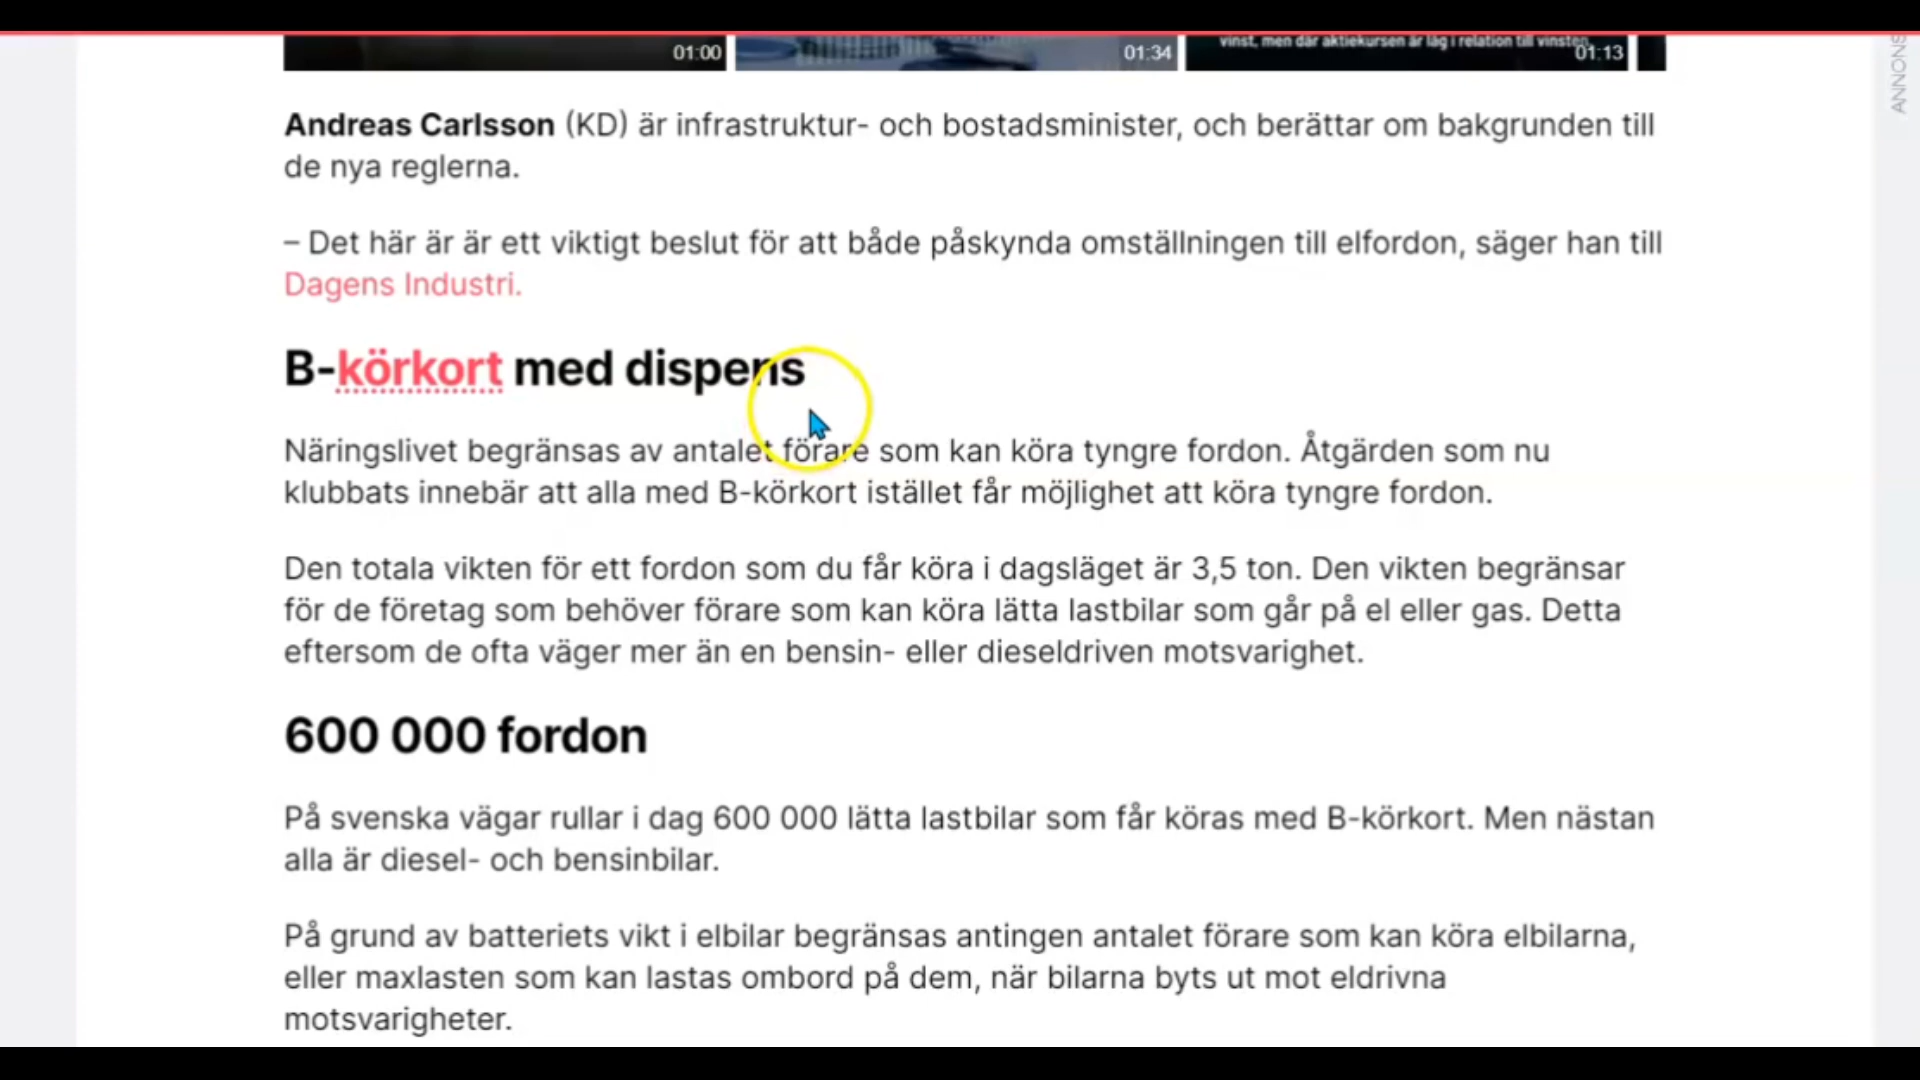 vinst, men där aktiekursen är låg i relation till vinsten
01:00
01:34
01:13
ANNONS
Andreas Carlsson (KD) är infrastruktur- och bostadsminister, och berättar om bakgrunden till
de nya reglerna.
– Det här är är ett viktigt beslut för att både påskynda omställningen till elfordon, säger han till
Dagens Industri.
B-körkort med dispens
Näringslivet begränsas av antalet förare som kan köra tyngre fordon. Åtgärden som nu
klubbats innebär att alla med B-körkort istället får möjlighet att köra tyngre fordon.
Den totala vikten för ett fordon som du får köra i dagsläget är 3,5 ton. Den vikten begränsar
för de företag som behöver förare som kan köra lätta lastbilar som går på el eller gas. Detta
eftersom de ofta väger mer än en bensin- eller dieseldriven motsvarighet.
600 000 fordon
På svenska vägar rullar i dag 600 000 lätta lastbilar som får köras med B-körkort. Men nästan
alla är diesel- och bensinbilar.
På grund av batteriets vikt i elbilar begränsas antingen antalet förare som kan köra elbilarna,
eller maxlasten som kan lastas ombord på dem, när bilarna byts ut mot eldrivna
motsvarigheter.